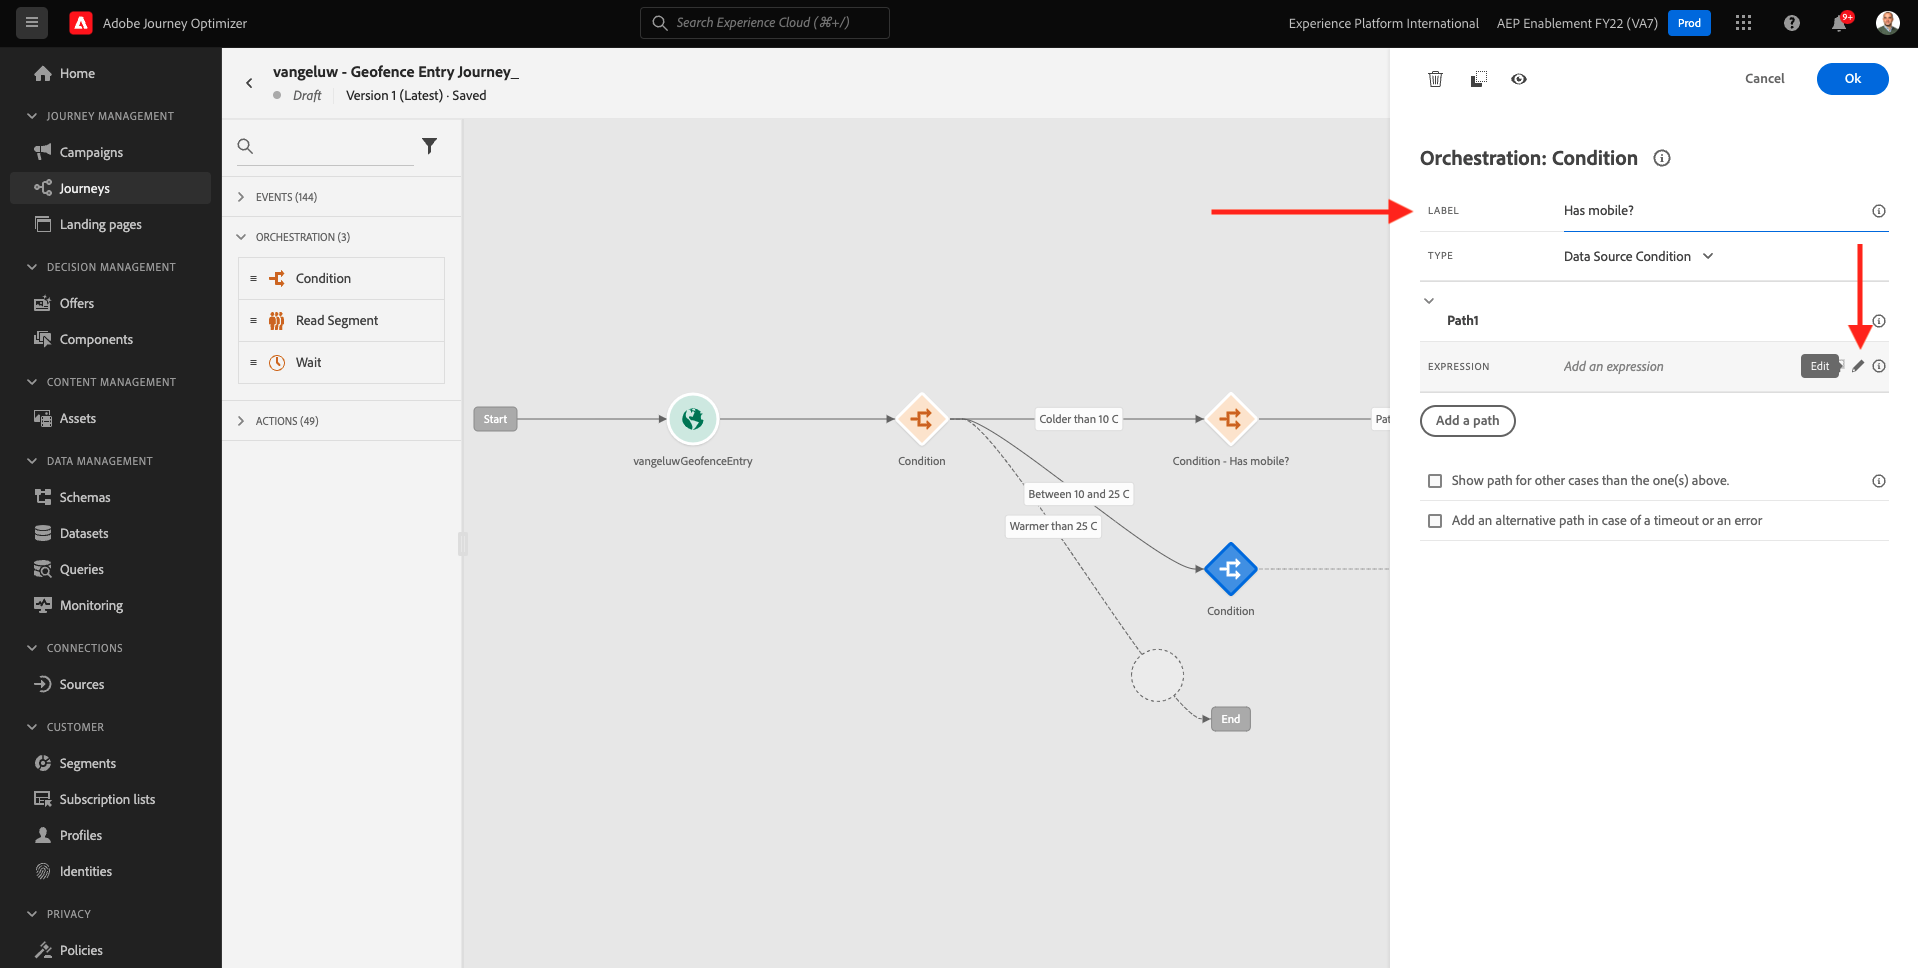 Adobe Journey Optimizer
Search Experience Cloud (⌘+/)
Experience Platform International
AEP Enablement FY22 (VA7)
Prod
9+
Home
JOURNEY MANAGEMENT
Campaigns
Journeys
Landing pages
DECISION MANAGEMENT
Offers
Components
CONTENT MANAGEMENT
Assets
DATA MANAGEMENT
Schemas
Datasets
Queries
Monitoring
CONNECTIONS
Sources
CUSTOMER
Segments
Subscription lists
Profiles
Identities
PRIVACY
Policies
vangeluw - Geofence Entry Journey_
Draft
Version 1 (Latest) · Saved
EVENTS (144)
ORCHESTRATION (3)
Condition
Read Segment
Wait
ACTIONS (49)
Start
vangeluwGeofenceEntry
Condition
Colder than 10 C
Condition - Has mobile?
Pat
Between 10 and 25 C
Warmer than 25 C
Condition
End
Cancel
Ok
Orchestration: Condition
LABEL
Has mobile?
TYPE
Data Source Condition
Path1
EXPRESSION
Add an expression
Edit
Add a path
Show path for other cases than the one(s) above.
Add an alternative path in case of a timeout or an error